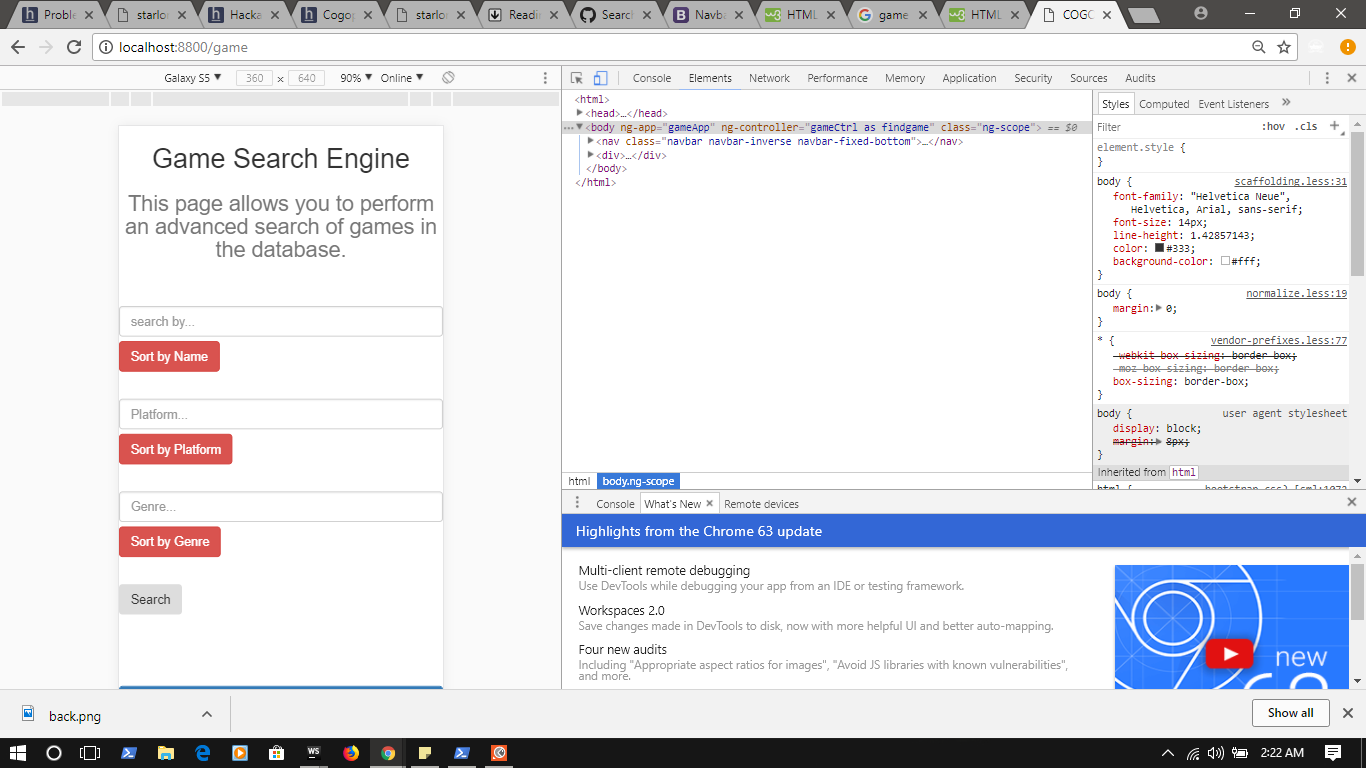 Proble
starlor
Hacka
Cogop
starlor
Readin
Search
B Navba
HTML
G game
HTML
COGC
localhost:8800/game
Galaxy S5 ▼ 360 x 640 90% ▼ Online ▼
Console Elements Network Performance Memory Application Security Sources Audits
Game Search Engine
This page allows you to perform
an advanced search of games in
the database.
search by...
Sort by Name
Platform...
Sort by Platform
Genre...
Sort by Genre
Search
<html>
<head>…</head>
<body ng-app="gameApp" ng-controller="gameCtrl as findgame" class="ng-scope"> == $0
<nav class="navbar navbar-inverse navbar-fixed-bottom">…</nav>
<div>…</div>
</body>
</html>
html body.ng-scope
Styles Computed Event Listeners »
Filter :hov .cls +
element.style {
}
body { scaffolding.less:31
font-family: "Helvetica Neue",
Helvetica, Arial, sans-serif;
font-size: 14px;
line-height: 1.42857143;
color: #333;
background-color: #fff;
}
body { normalize.less:19
margin: 0;
}
* { vendor-prefixes.less:77
-webkit-box-sizing: border-box;
-moz-box-sizing: border-box;
box-sizing: border-box;
}
body { user agent stylesheet
display: block;
margin: 8px;
}
Inherited from html
Console What's New × Remote devices
Highlights from the Chrome 63 update
Multi-client remote debugging
Use DevTools while debugging your app from an IDE or testing framework.
Workspaces 2.0
Save changes made in DevTools to disk, now with more helpful UI and better auto-mapping.
Four new audits
Including "Appropriate aspect ratios for images", "Avoid JS libraries with known vulnerabilities",
and more.
new
back.png
Show all
WS
2:22 AM